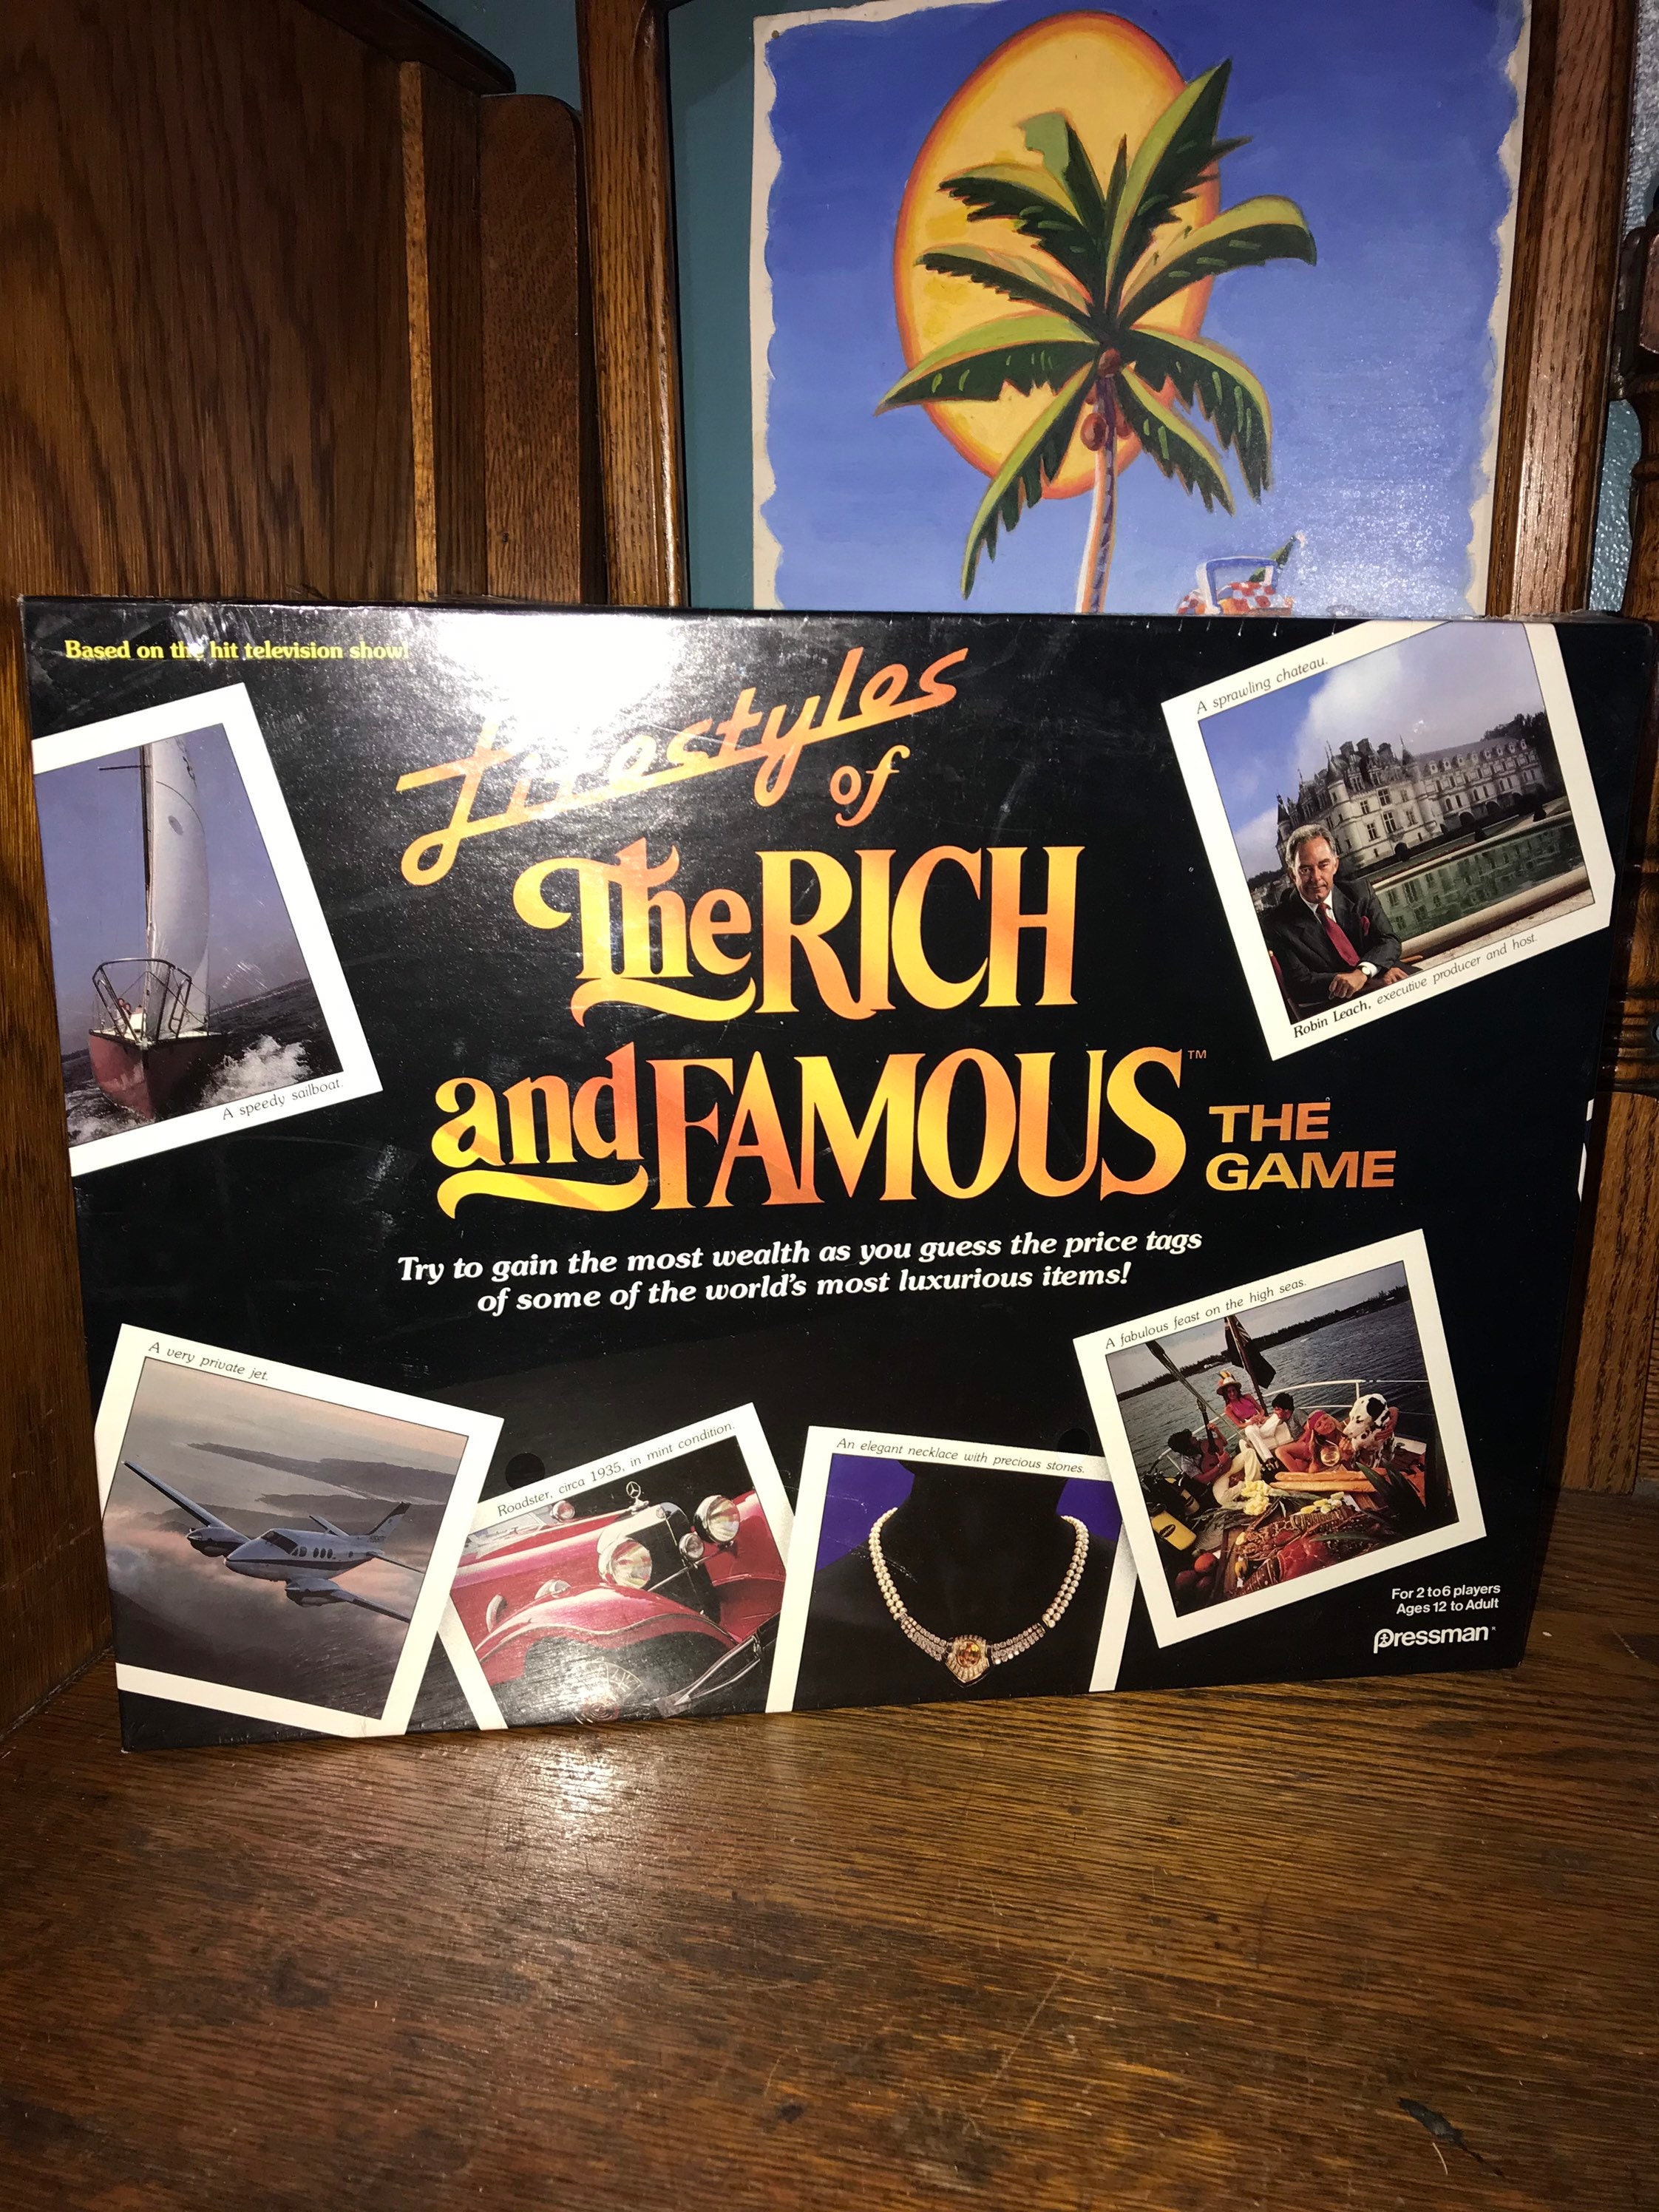 Based on the hit television show!
Lifestyles
of
The RICH
and FAMOUS™
THE
GAME
Try to gain the most wealth as you guess the price tags
of some of the world's most luxurious items!
A speedy sailboat.
A sprawling chateau.
Robin Leach, executive producer and host.
A very private jet.
Roadster, circa 1935, in mint condition.
An elegant necklace with precious stones.
A fabulous feast on the high seas.
For 2 to 6 players
Ages 12 to Adult
Pressman